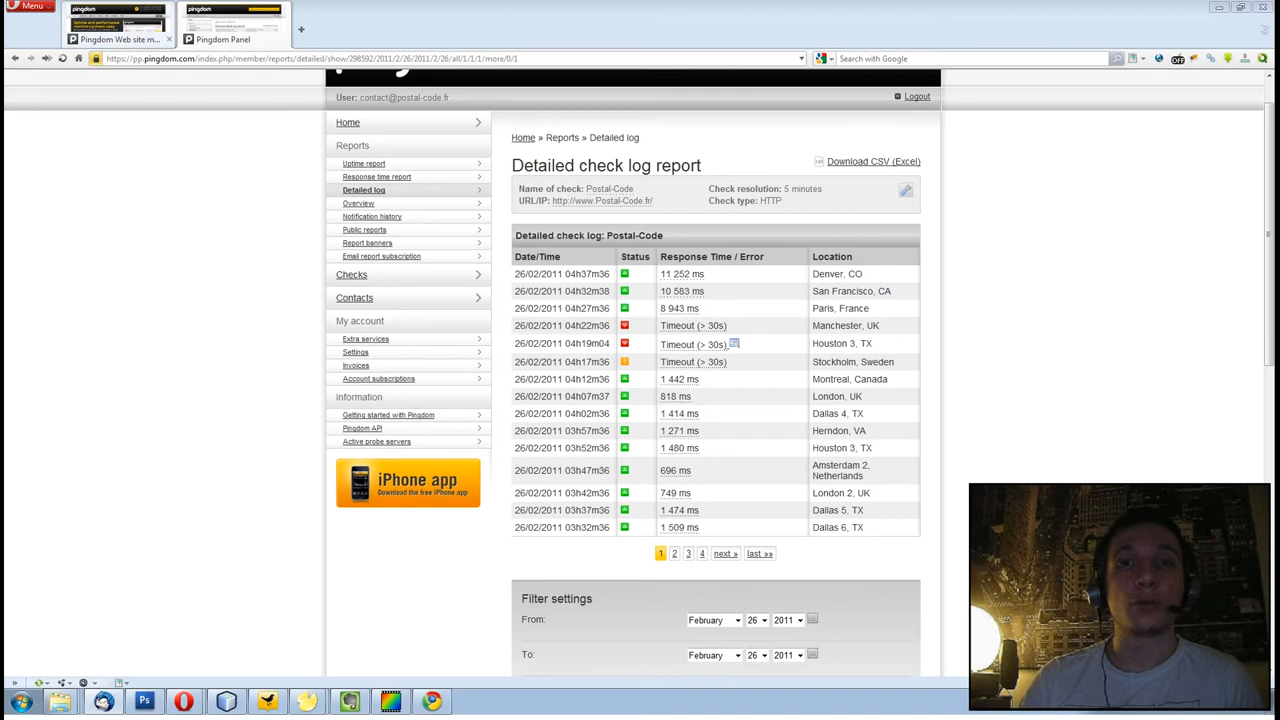 Menu
pingdom
pingdom
Pingdom Web site m...
Pingdom Panel
https://pp.pingdom.com/index.php/member/reports/detailed/show/298592/2011/2/26/2011/2/26/all/1/1/1/more/0/1
Search with Google
User: contact@postal-code.fr
Logout
Home
Reports
Uptime report
Response time report
Detailed log
Overview
Notification history
Public reports
Report banners
Email report subscription
Checks
Contacts
My account
Extra services
Settings
Invoices
Account subscriptions
Information
Getting started with Pingdom
Pingdom API
Active probe servers
iPhone app
Download the free iPhone app
Home » Reports » Detailed log
Detailed check log report
Download CSV (Excel)
Name of check: Postal-Code Check resolution: 5 minutes
URL/IP: http://www.Postal-Code.fr/ Check type: HTTP
Detailed check log: Postal-Code
Date/Time Status Response Time / Error Location
26/02/2011 04h37m36 11 252 ms Denver, CO
26/02/2011 04h32m38 10 583 ms San Francisco, CA
26/02/2011 04h27m36 8 943 ms Paris, France
26/02/2011 04h22m36 Timeout (> 30s) Manchester, UK
26/02/2011 04h19m04 Timeout (> 30s) Houston 3, TX
26/02/2011 04h17m36 Timeout (> 30s) Stockholm, Sweden
26/02/2011 04h12m36 1 442 ms Montreal, Canada
26/02/2011 04h07m37 818 ms London, UK
26/02/2011 04h02m36 1 414 ms Dallas 4, TX
26/02/2011 03h57m36 1 271 ms Herndon, VA
26/02/2011 03h52m36 1 480 ms Houston 3, TX
26/02/2011 03h47m36 696 ms Amsterdam 2, Netherlands
26/02/2011 03h42m36 749 ms London 2, UK
26/02/2011 03h37m36 1 474 ms Dallas 5, TX
26/02/2011 03h32m36 1 509 ms Dallas 6, TX
1 2 3 4 next » last »»
Filter settings
From: February 26 2011
To: February 26 2011
Ps